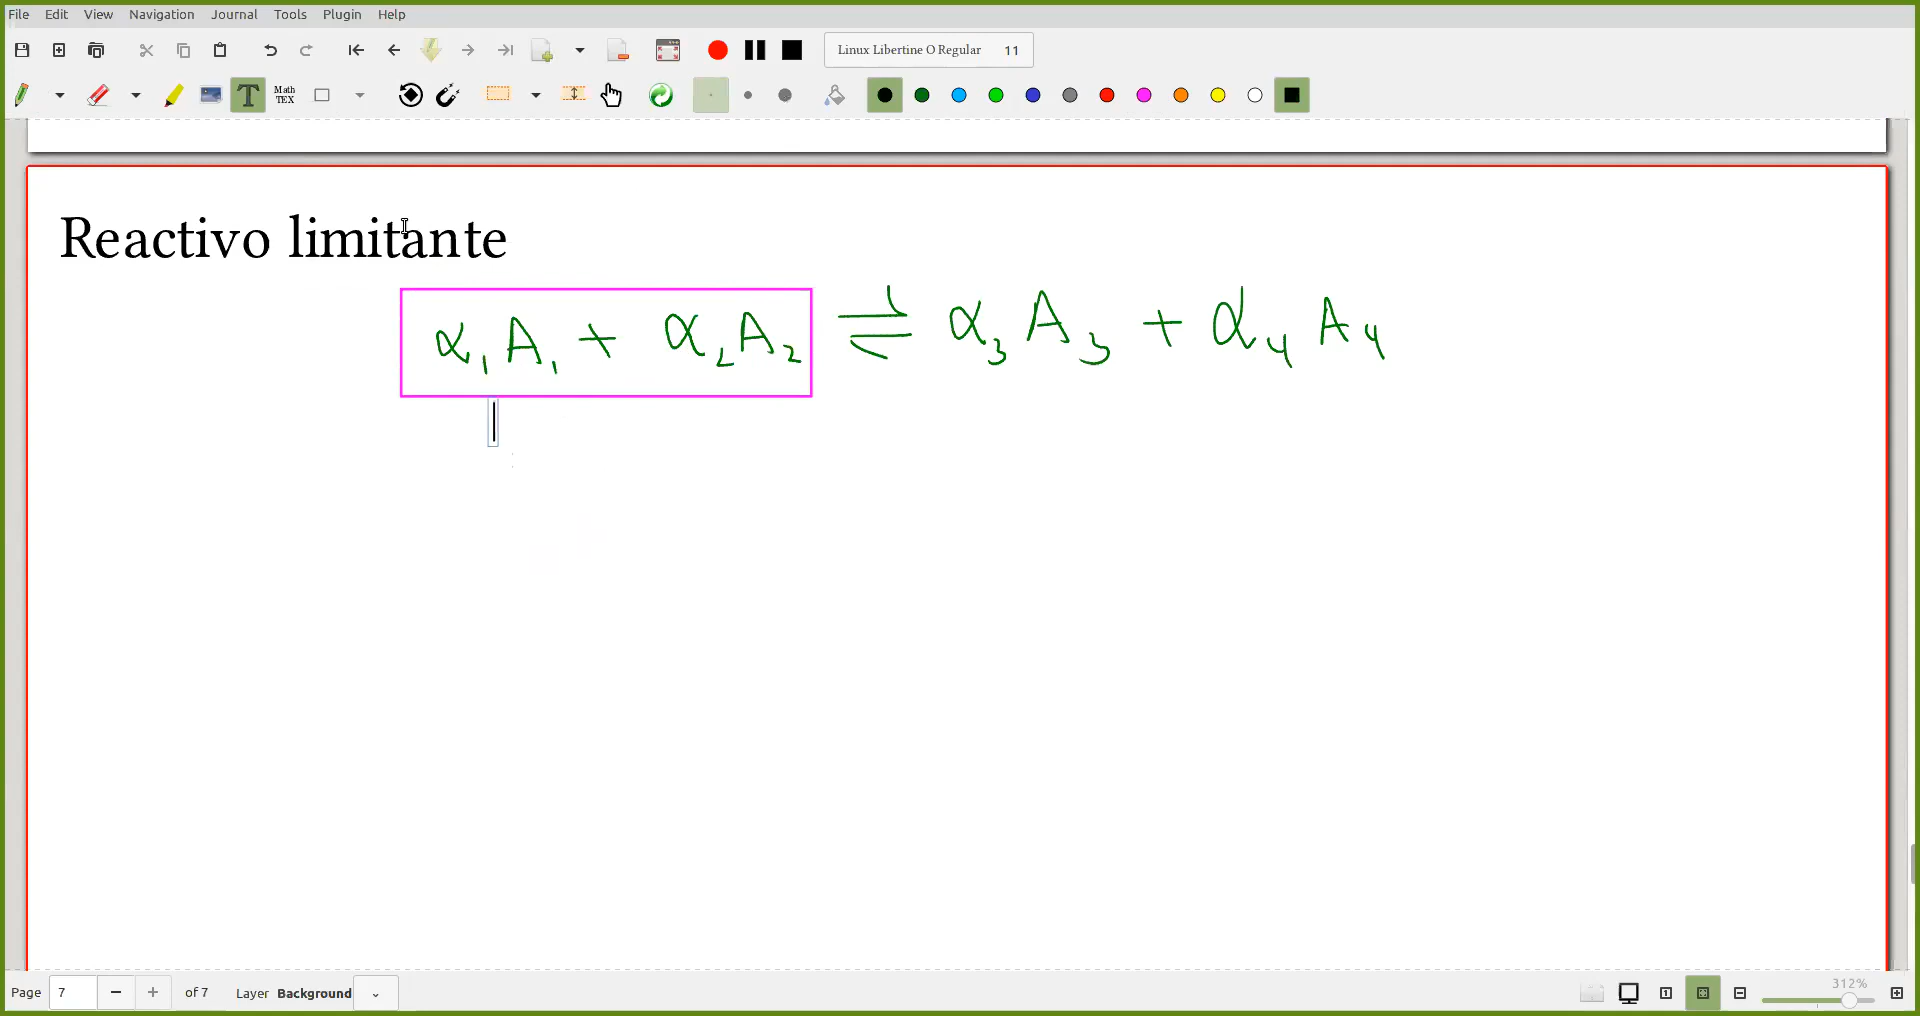 File Edit View Navigation Journal Tools Plugin Help
Linux Libertine O Regular 11
Math TEX
Reactivo limitante
α₁A₁ + α₂A₂ ⇌ α₃A₃ + α₄A₄
312%
Page 7 of 7 Layer Background